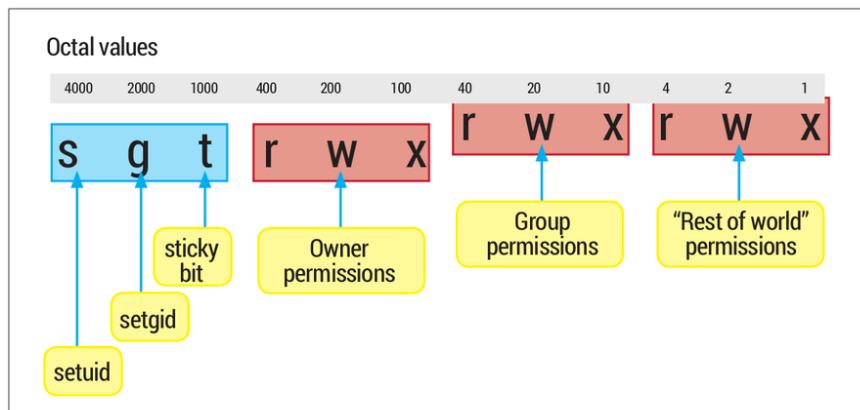 Octal values
4000 2000 1000 400 200 100 40 20 10 4 2 1
s g t r w x r w x r w x
sticky
bit
Owner
permissions
Group
permissions
“Rest of world”
permissions
setgid
setuid